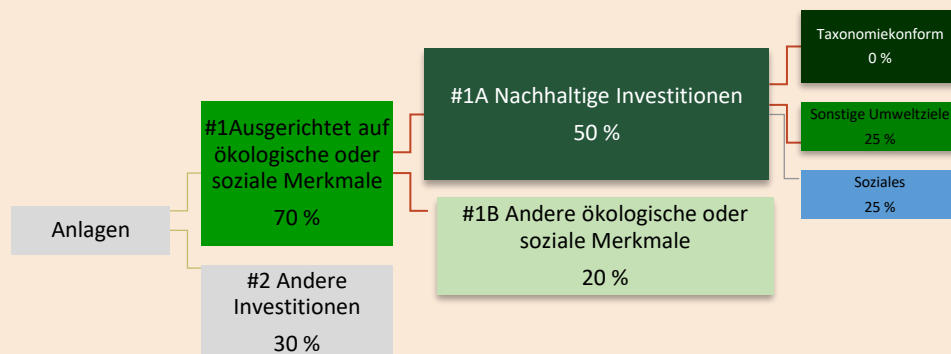 Anlagen
#1Ausgerichtet auf
ökologische oder
soziale Merkmale
70 %
#2 Andere
Investitionen
30 %
#1A Nachhaltige Investitionen
50 %
#1B Andere ökologische oder
soziale Merkmale
20 %
Taxonomiekonform
0 %
Sonstige Umweltziele
25 %
Soziales
25 %